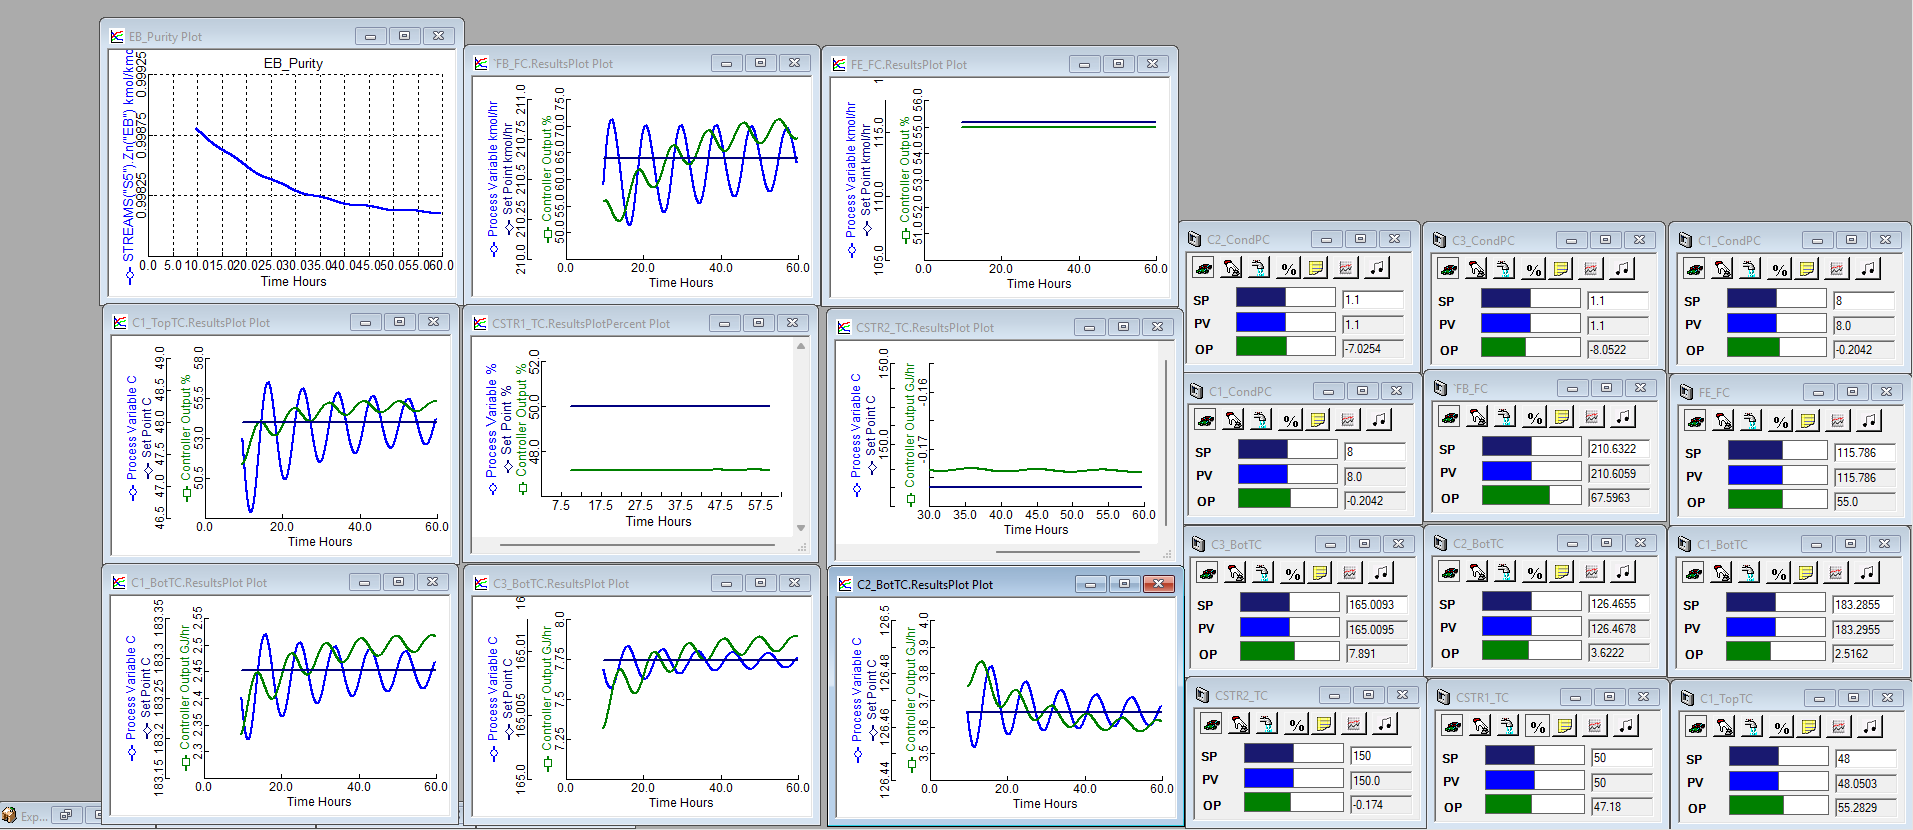 EB_Purity Plot
EB_Purity
STREAMS("S5").Zn("EB") kmol/kmo
0.99825 0.99875 0.99925
0.0 5.0 10.0 15.0 20.0 25.0 30.0 35.0 40.0 45.0 50.0 55.0 60.0
Time Hours
'FB_FC.ResultsPlot Plot
Process Variable kmol/hr
Set Point kmol/hr
210.0 210.25 210.5 210.75 211.0
Controller Output %
50.0 55.0 60.0 65.0 70.0 75.0
0.0 20.0 40.0 60.0
Time Hours
FE_FC.ResultsPlot Plot
Process Variable kmol/hr
Set Point kmol/hr
105.0 110.0 115.0 1
Controller Output %
51.0 52.0 53.0 54.0 55.0 56.0
0.0 20.0 40.0 60.0
Time Hours
C1_TopTC.ResultsPlot Plot
Process Variable C
Set Point C
46.5 47.0 47.5 48.0 48.5 49.0
Controller Output %
50.5 53.0 55.5 58.0
0.0 20.0 40.0 60.0
Time Hours
CSTR1_TC.ResultsPlotPercent Plot
Process Variable %
Set Point %
Controller Output %
48.0 50.0 52.0
7.5 17.5 27.5 37.5 47.5 57.5
Time Hours
CSTR2_TC.ResultsPlot Plot
Process Variable C
Set Point C
150.0 150.0
Controller Output GJ/hr
-0.17 -0.16
30.0 35.0 40.0 45.0 50.0 55.0 60.0
Time Hours
C1_BotTC.ResultsPlot Plot
Process Variable C
Set Point C
183.15 183.2 183.25 183.3 183.35
Controller Output GJ/hr
2.3 2.35 2.4 2.45 2.5 2.55
0.0 20.0 40.0 60.0
Time Hours
C3_BotTC.ResultsPlot Plot
Process Variable C
Set Point C
165.0 165.005 165.01 16
Controller Output GJ/hr
7.25 7.5 7.75 8.0
0.0 20.0 40.0 60.0
Time Hours
C2_BotTC.ResultsPlot Plot
Process Variable C
Set Point C
126.44 126.46 126.48 126.5
Controller Output GJ/hr
3.5 3.6 3.7 3.8 3.9 4.0
0.0 20.0 40.0 60.0
Time Hours
C2_CondPC
%
SP 1.1
PV 1.1
OP -7.0254
C3_CondPC
%
SP 1.1
PV 1.1
OP -8.0522
C1_CondPC
%
SP 8
PV 8.0
OP -0.2042
C1_CondPC
%
SP 8
PV 8.0
OP -0.2042
'FB_FC
%
SP 210.6322
PV 210.6059
OP 67.5963
FE_FC
%
SP 115.786
PV 115.786
OP 55.0
C3_BotTC
%
SP 165.0093
PV 165.0095
OP 7.891
C2_BotTC
%
SP 126.4655
PV 126.4678
OP 3.6222
C1_BotTC
%
SP 183.2855
PV 183.2955
OP 2.5162
CSTR2_TC
%
SP 150
PV 150.0
OP -0.174
CSTR1_TC
%
SP 50
PV 50
OP 47.18
C1_TopTC
%
SP 48
PV 48.0503
OP 55.2829
Exp...